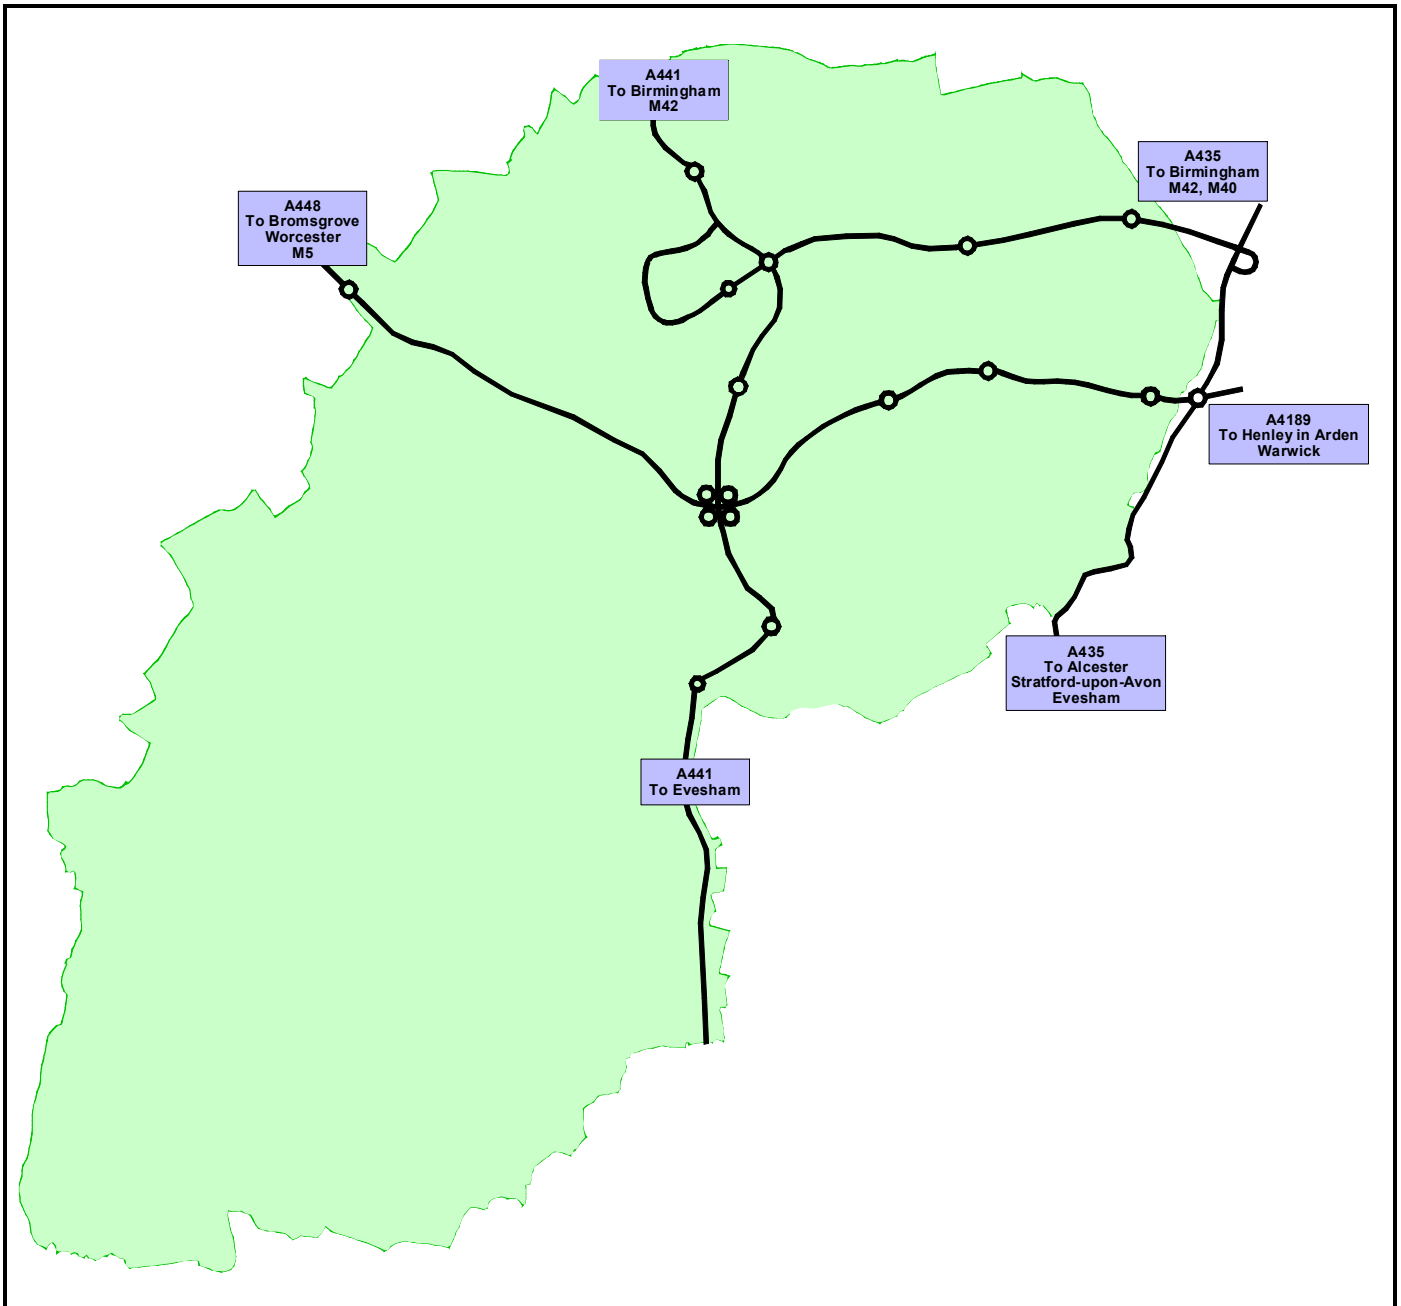 A441
To Birmingham
M42
A435
To Birmingham
M42, M40
A448
To Bromsgrove
Worcester
M5
A4189
To Henley in Arden
Warwick
A435
To Alcester
Stratford-upon-Avon
Evesham
A441
To Evesham